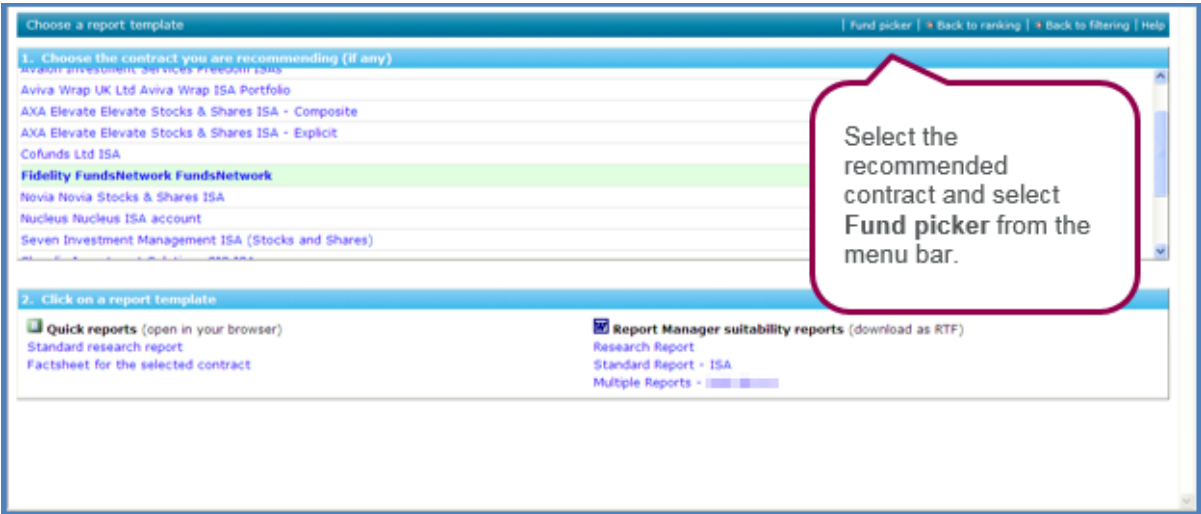 Choose a report template | Fund picker | Back to ranking | Back to filtering | Help
1. Choose the contract you are recommending (if any)
Avalon Investment Services Freedom ISAs
Aviva Wrap UK Ltd Aviva Wrap ISA Portfolio
AXA Elevate Elevate Stocks & Shares ISA - Composite
AXA Elevate Elevate Stocks & Shares ISA - Explicit
Cofunds Ltd ISA
Fidelity FundsNetwork FundsNetwork
Novia Novia Stocks & Shares ISA
Nucleus Nucleus ISA account
Seven Investment Management ISA (Stocks and Shares)
Select the
recommended
contract and select
Fund picker from the
menu bar.
2. Click on a report template
Quick reports (open in your browser)
Standard research report
Factsheet for the selected contract
Report Manager suitability reports (download as RTF)
Research Report
Standard Report - ISA
Multiple Reports -